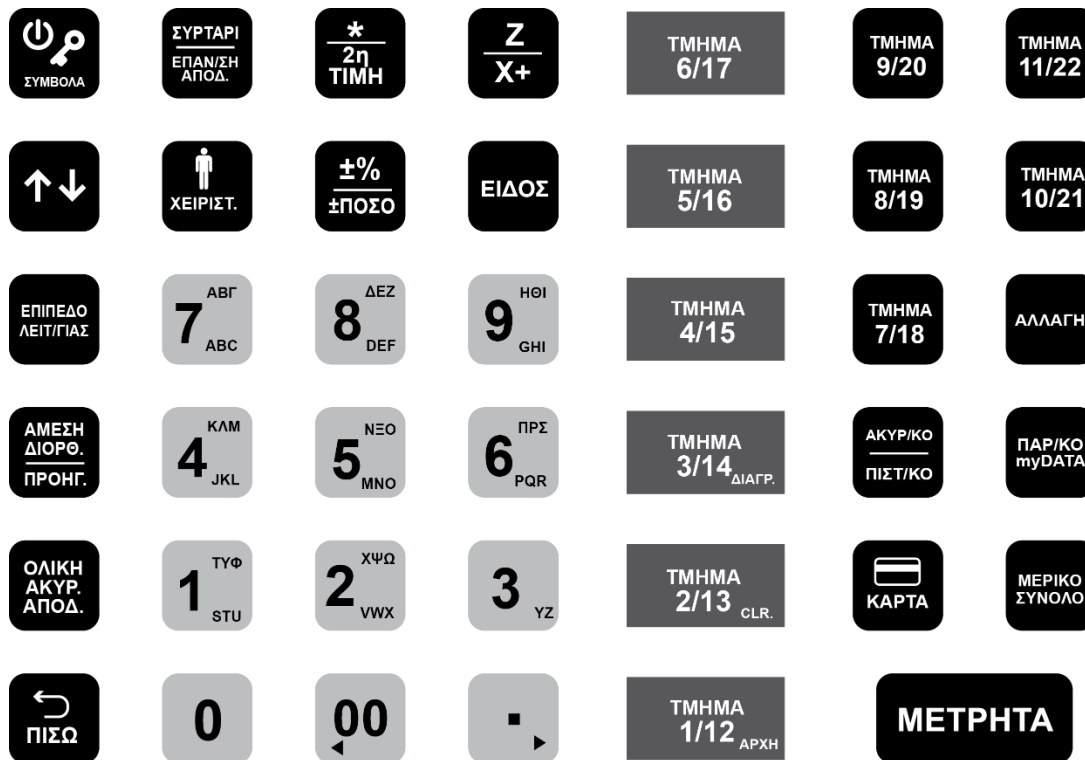 ΣΥΜΒΟΛΑ
ΣΥΡΤΑΡΙ
ΕΠΑΝ/ΣΗ
ΑΠΟΔ.
*
2η
ΤΙΜΗ
Z
X+
ΤΜΗΜΑ
6/17
ΤΜΗΜΑ
9/20
ΤΜΗΜΑ
11/22
↑↓
ΧΕΙΡΙΣΤ.
±%
±ΠΟΣΟ
ΕΙΔΟΣ
ΤΜΗΜΑ
5/16
ΤΜΗΜΑ
8/19
ΤΜΗΜΑ
10/21
ΕΠΙΠΕΔΟ
ΛΕΙΤ/ΓΙΑΣ
7 ΑΒΓ
ABC
8 ΔΕΖ
DEF
9 ΗΘΙ
GHI
ΤΜΗΜΑ
4/15
ΤΜΗΜΑ
7/18
ΑΛΛΑΓΗ
ΑΜΕΣΗ
ΔΙΟΡΘ.
ΠΡΟΗΓ.
4 ΚΛΜ
JKL
5 ΝΞΟ
MNO
6 ΠΡΣ
PQR
ΤΜΗΜΑ
3/14 ΔΙΑΓΡ.
ΑΚΥΡ/ΚΟ
ΠΙΣΤ/ΚΟ
ΠΑΡ/ΚΟ
myDATA
ΟΛΙΚΗ
ΑΚΥΡ.
ΑΠΟΔ.
1 ΤΥΦ
STU
2 ΧΨΩ
VWX
3 YZ
ΤΜΗΜΑ
2/13 CLR.
ΚΑΡΤΑ
ΜΕΡΙΚΟ
ΣΥΝΟΛΟ
ΠΙΣΩ
0
00
.
ΤΜΗΜΑ
1/12 ΑΡΧΗ
ΜΕΤΡΗΤΑ